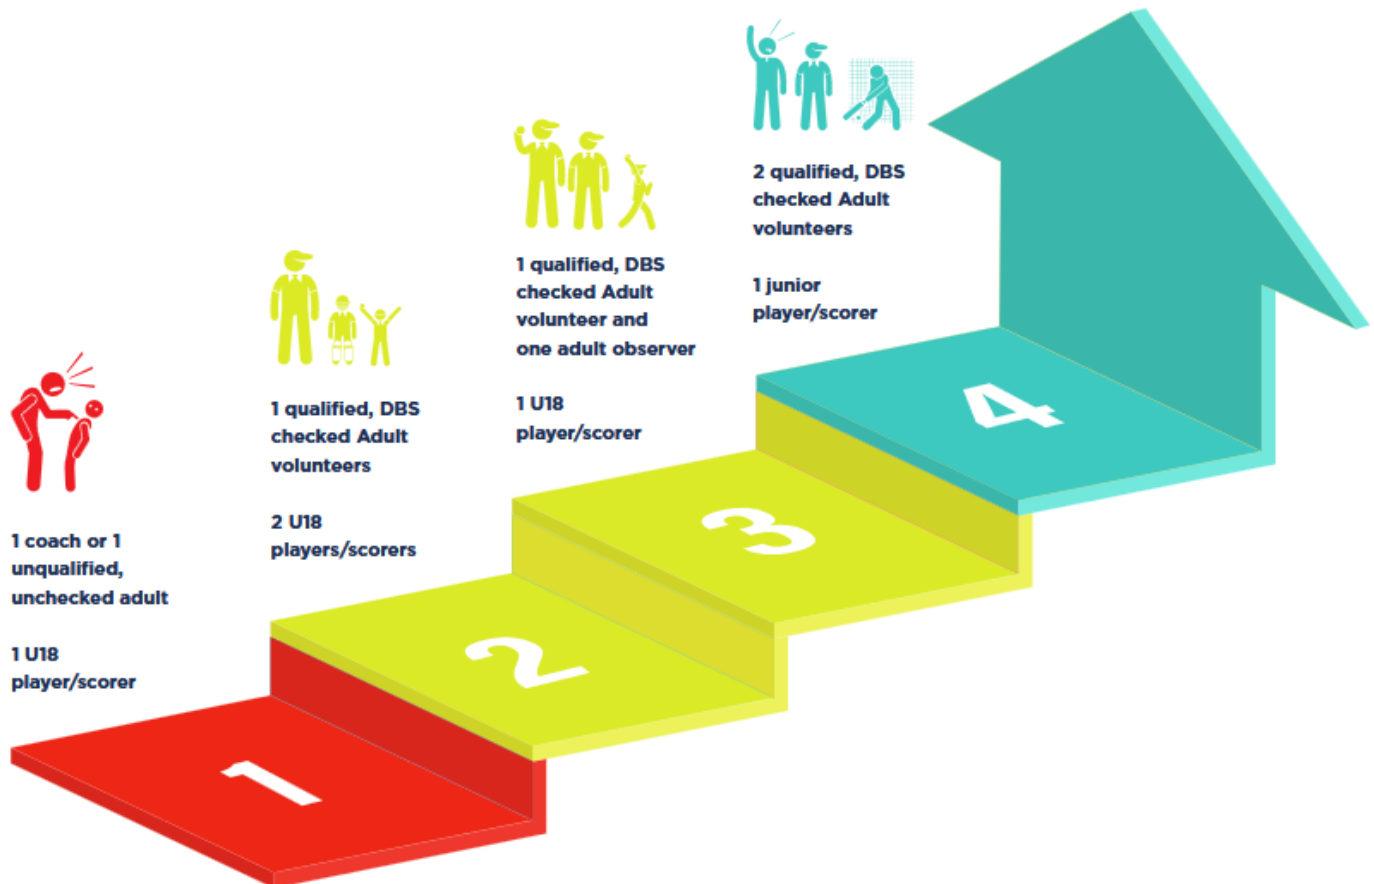 1 coach or 1
unqualified,
unchecked adult
1 U18
player/scorer
1
1 qualified, DBS
checked Adult
volunteers
2 U18
players/scorers
2
1 qualified, DBS
checked Adult
volunteer and
one adult observer
1 U18
player/scorer
3
2 qualified, DBS
checked Adult
volunteers
1 junior
player/scorer
4